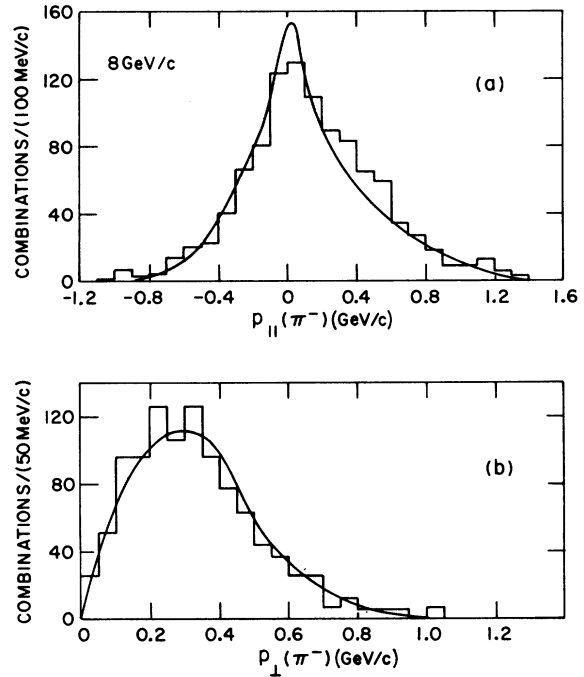 160
120
80
40
0
COMBINATIONS/(100 MeV/c)
8 GeV/c
(a)
-1.2 -0.8 -0.4 0 0.4 0.8 1.2 1.6
p∥(π⁻)(GeV/c)
120
80
40
0
COMBINATIONS/(50 MeV/c)
(b)
0 0.2 0.4 0.6 0.8 1.0 1.2
p⊥(π⁻)(GeV/c)